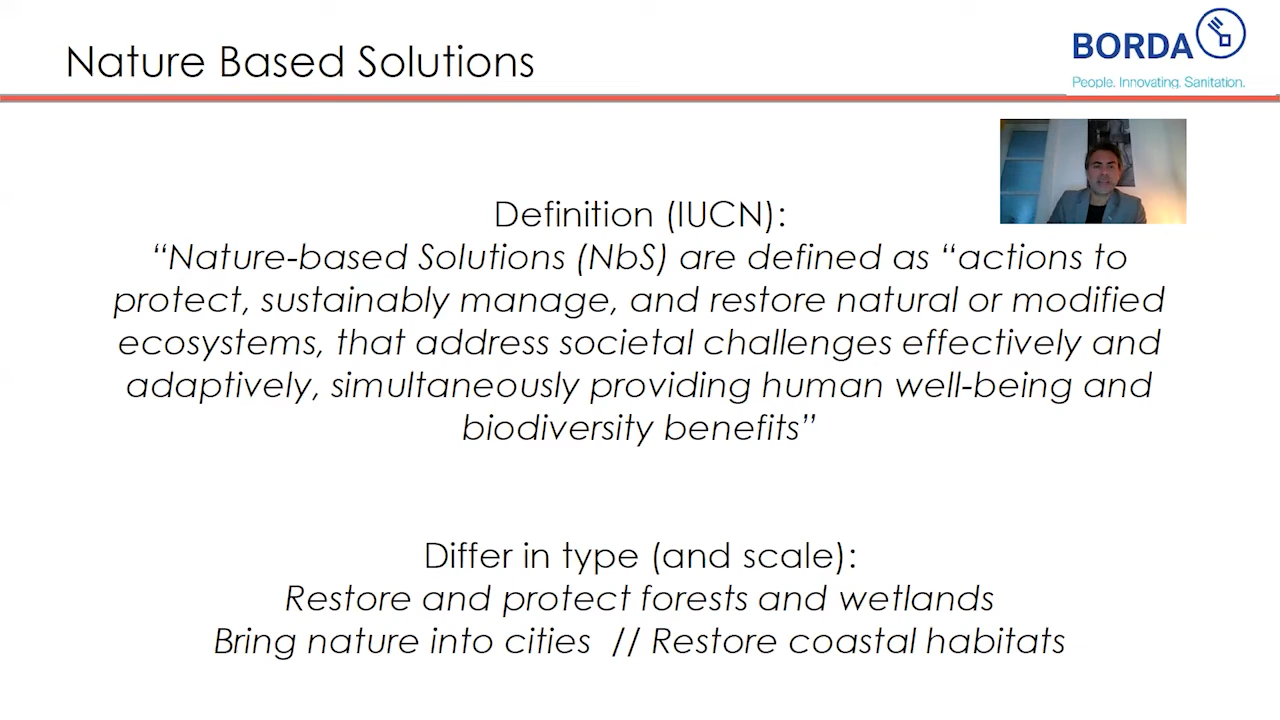 Nature Based Solutions
BORDA
People. Innovating. Sanitation.
Definition (IUCN):
“Nature-based Solutions (NbS) are defined as “actions to
protect, sustainably manage, and restore natural or modified
ecosystems, that address societal challenges effectively and
adaptively, simultaneously providing human well-being and
biodiversity benefits”
Differ in type (and scale):
Restore and protect forests and wetlands
Bring nature into cities // Restore coastal habitats